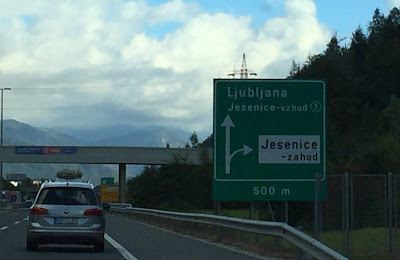 Ljubljana
Jesenice-vzhod 2
Jesenice
-zahod
500 m